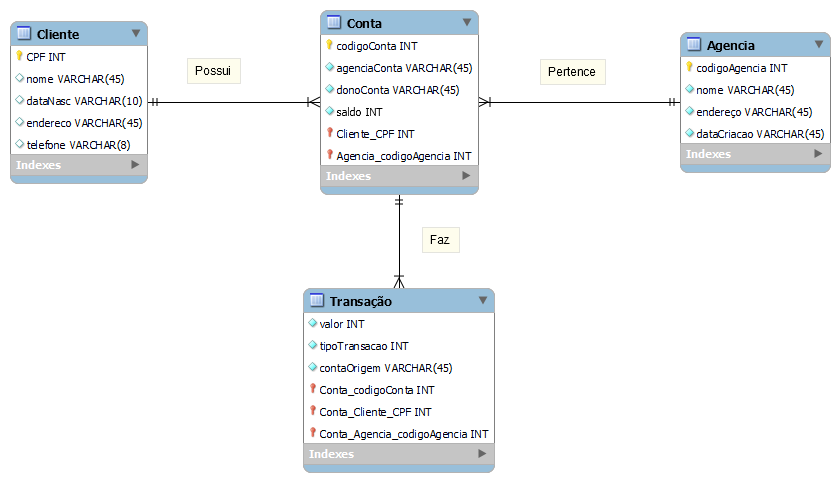 Cliente
CPF INT
nome VARCHAR(45)
dataNasc VARCHAR(10)
endereco VARCHAR(45)
telefone VARCHAR(8)
Indexes
Possui
Conta
codigoConta INT
agenciaConta VARCHAR(45)
donoConta VARCHAR(45)
saldo INT
Cliente_CPF INT
Agencia_codigoAgencia INT
Indexes
Pertence
Agencia
codigoAgencia INT
nome VARCHAR(45)
endereço VARCHAR(45)
dataCriacao VARCHAR(45)
Indexes
Faz
Transação
valor INT
tipoTransacao INT
contaOrigem VARCHAR(45)
Conta_codigoConta INT
Conta_Cliente_CPF INT
Conta_Agencia_codigoAgencia INT
Indexes